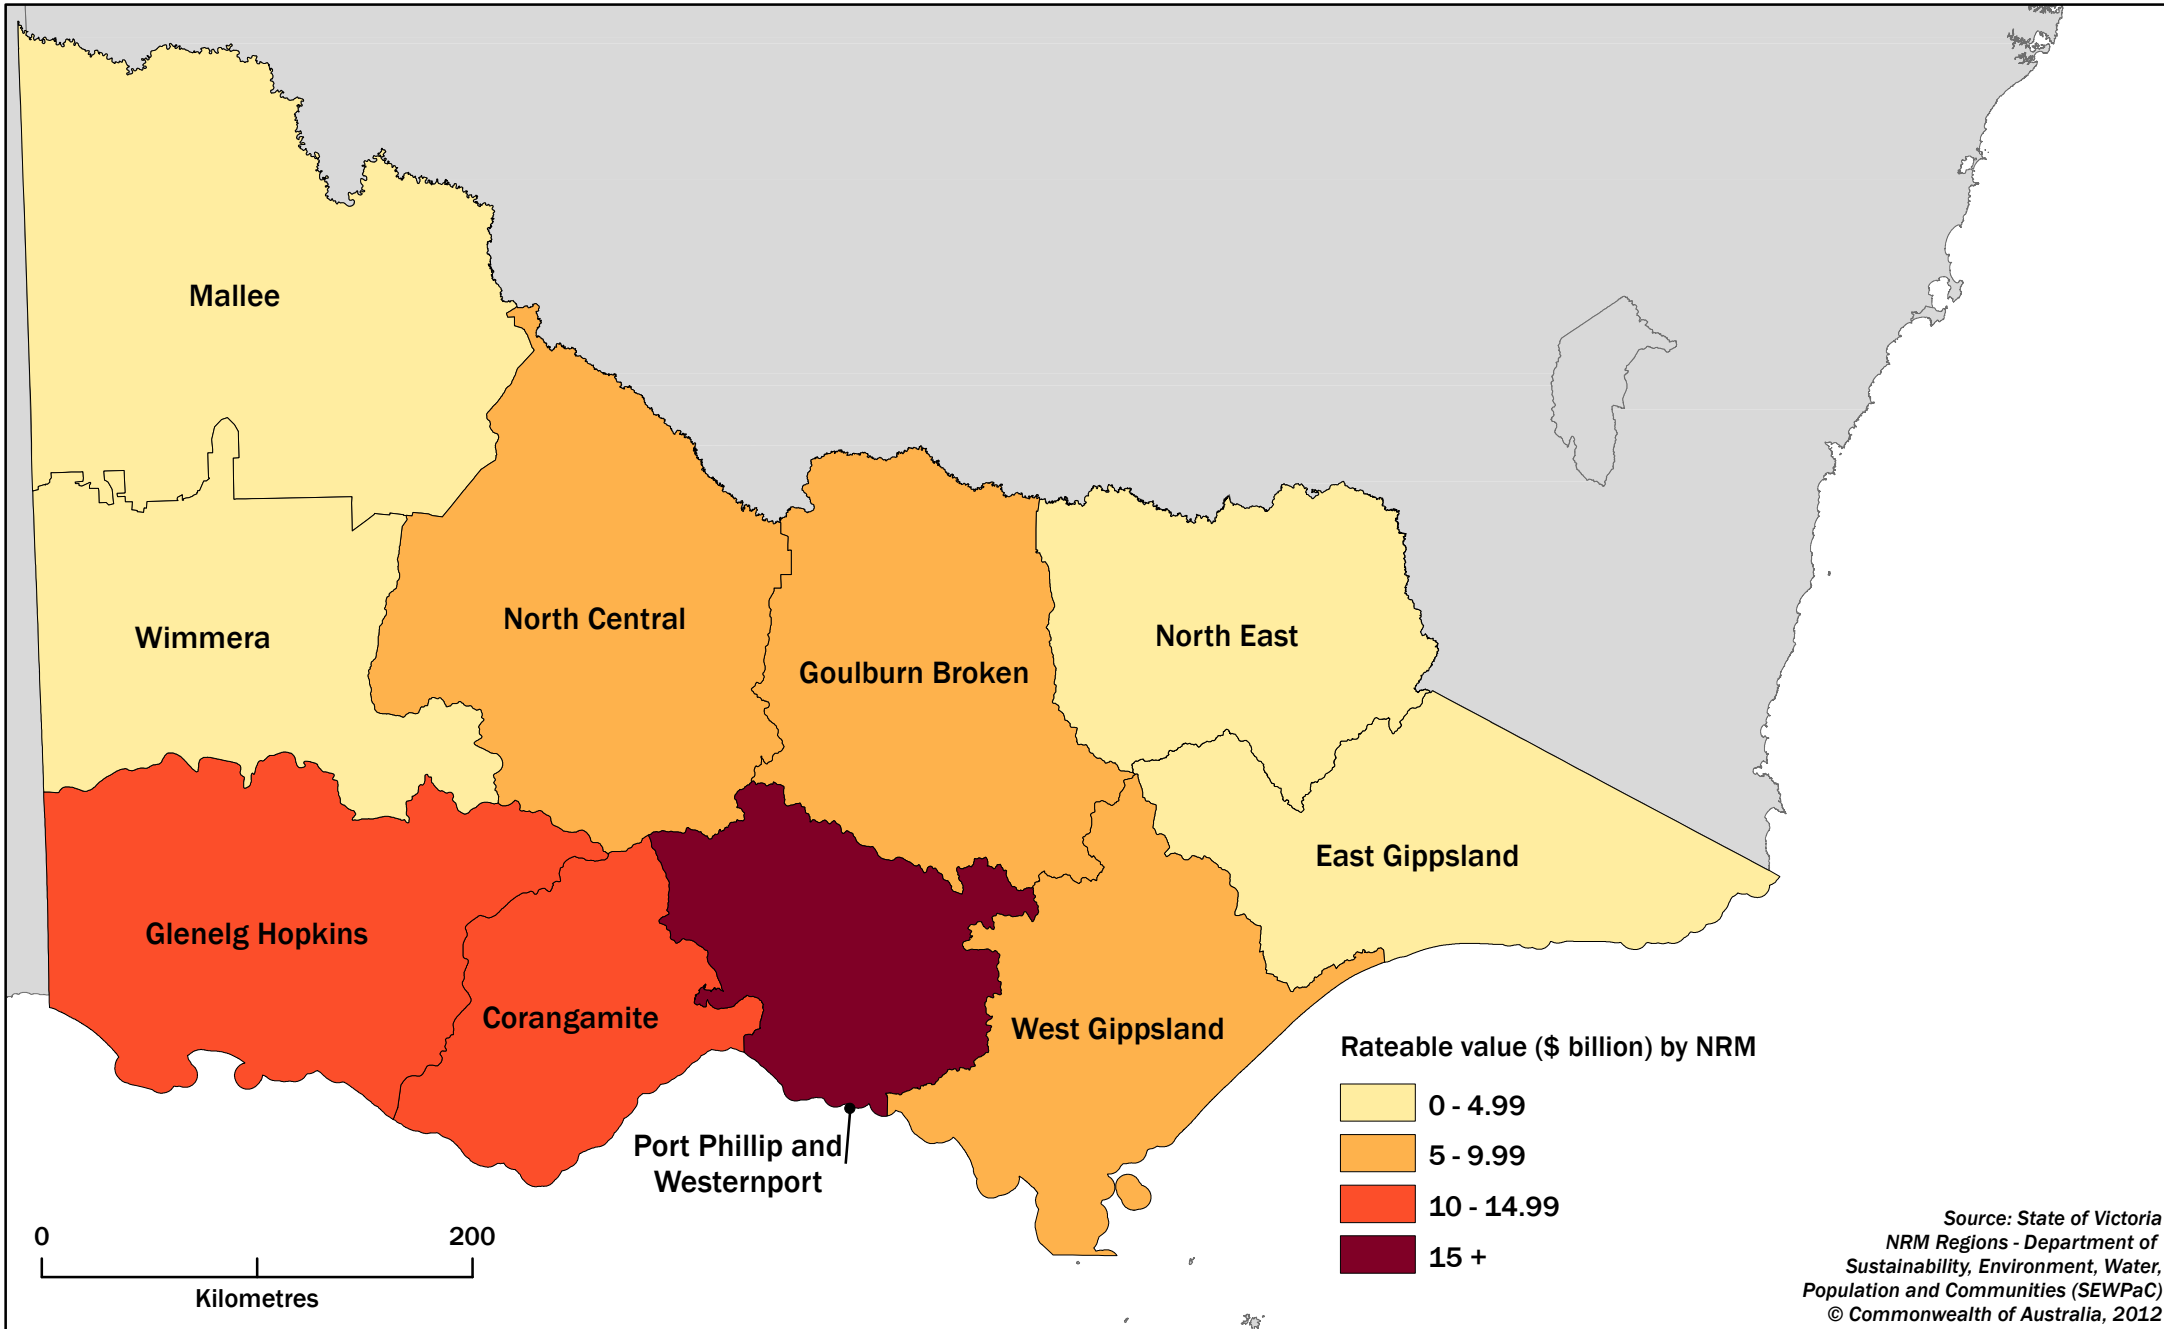 Mallee
Wimmera
North Central
Goulburn Broken
North East
East Gippsland
Glenelg Hopkins
Corangamite
West Gippsland
Port Phillip and
Westernport
Rateable value ($ billion) by NRM
0 - 4.99
5 - 9.99
10 - 14.99
15 +
0 200
Kilometres
Source: State of Victoria
NRM Regions - Department of
Sustainability, Environment, Water,
Population and Communities (SEWPaC)
© Commonwealth of Australia, 2012